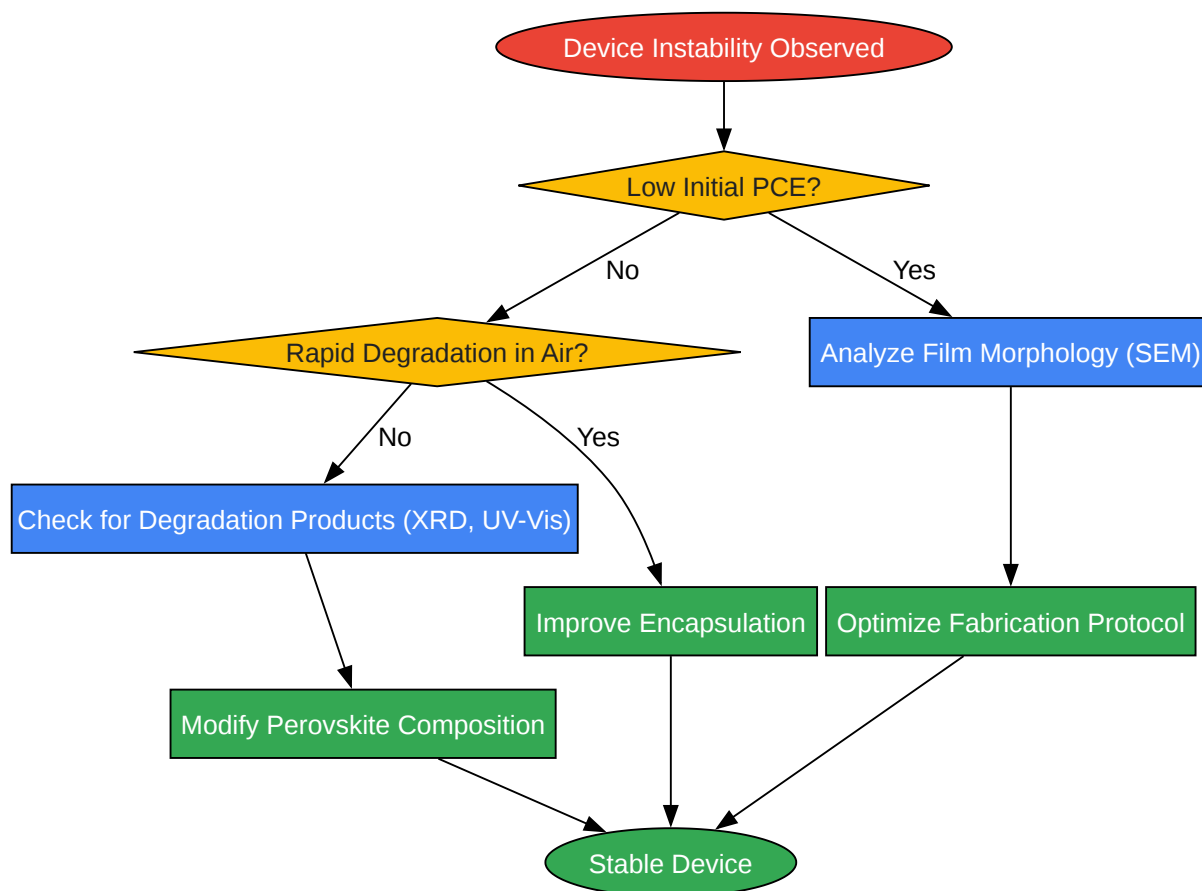 Device Instability Observed
Low Initial PCE?
No
Yes
Rapid Degradation in Air?
Analyze Film Morphology (SEM)
No
Yes
Check for Degradation Products (XRD, UV-Vis)
Improve Encapsulation
Optimize Fabrication Protocol
Modify Perovskite Composition
Stable Device